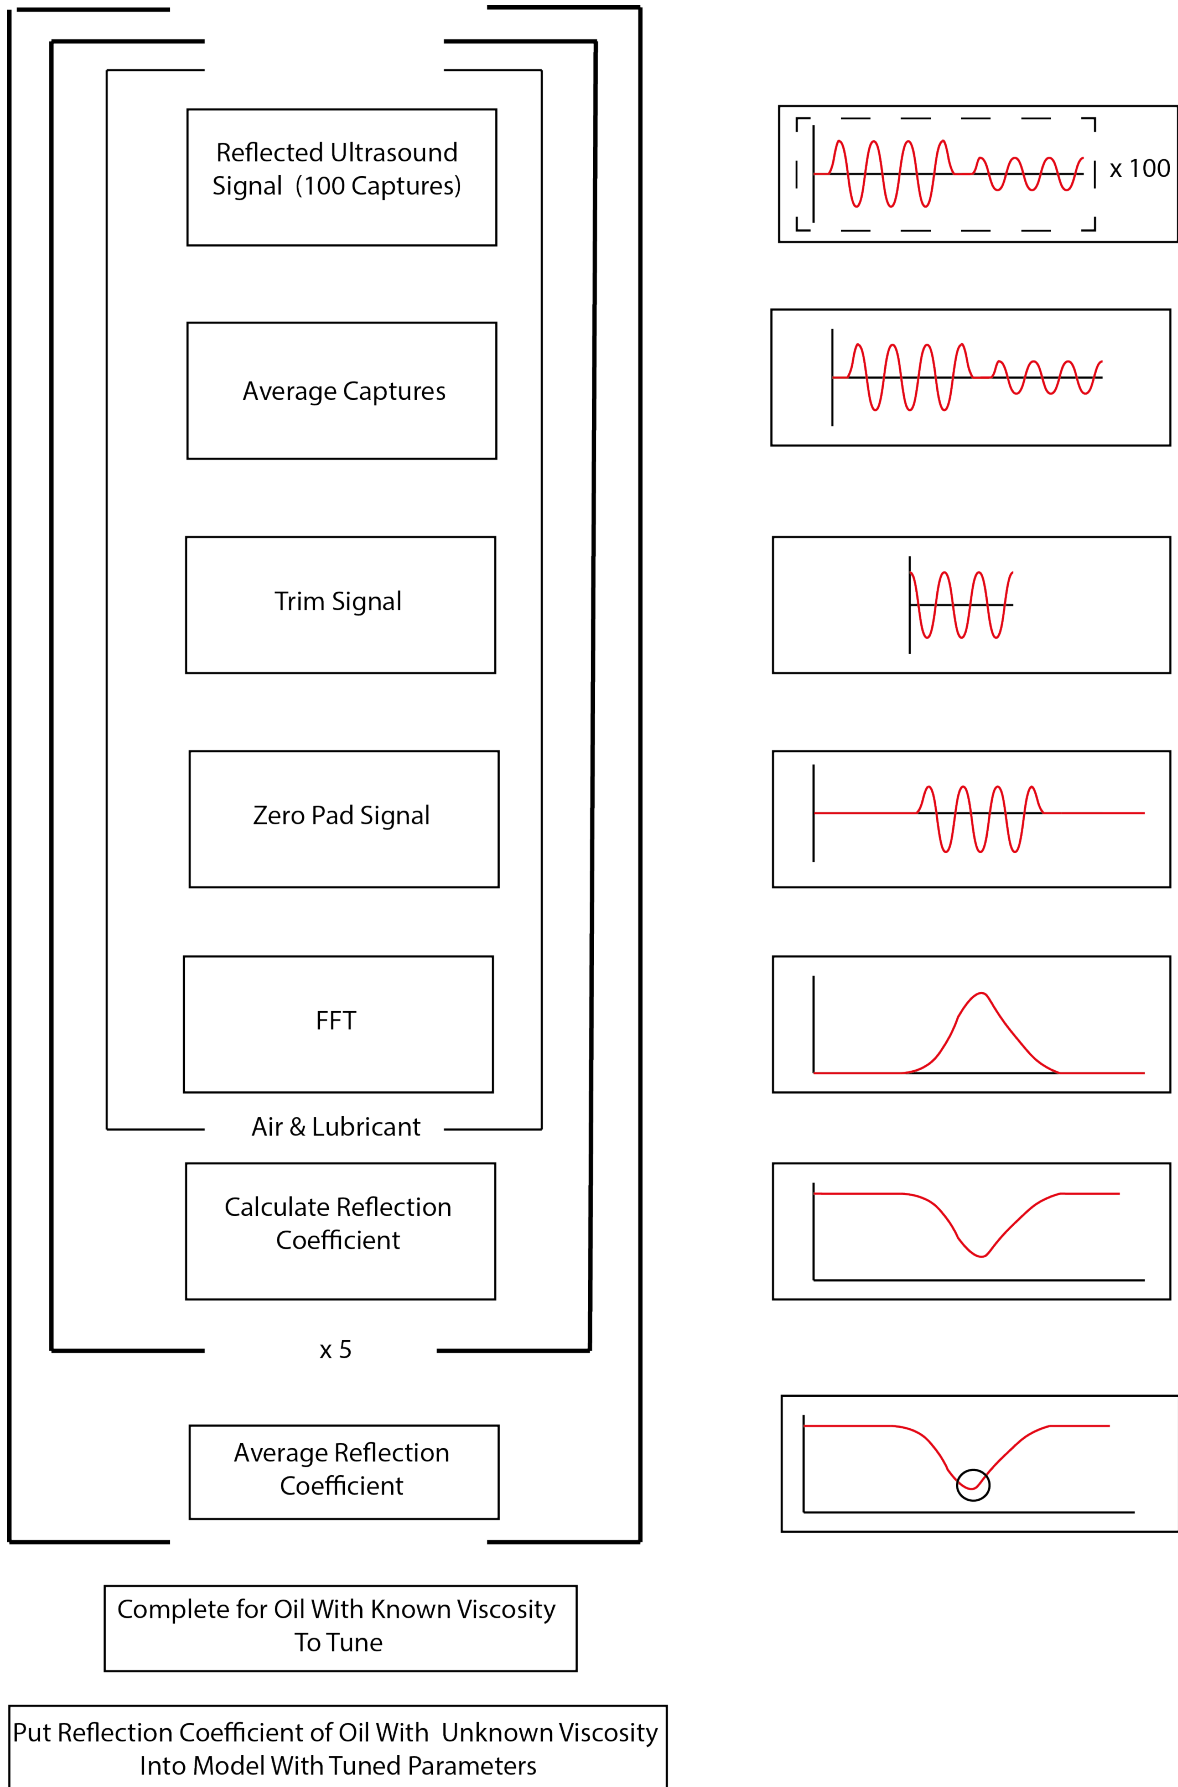 Reflected Ultrasound
Signal  (100 Captures)
x 100
Average Captures
Trim Signal
Zero Pad Signal
FFT
Air & Lubricant
Calculate Reflection
Coefficient
x 5
Average Reflection
Coefficient
Complete for Oil With Known Viscosity
To Tune
Put Reflection Coefficient of Oil With  Unknown Viscosity
Into Model With Tuned Parameters